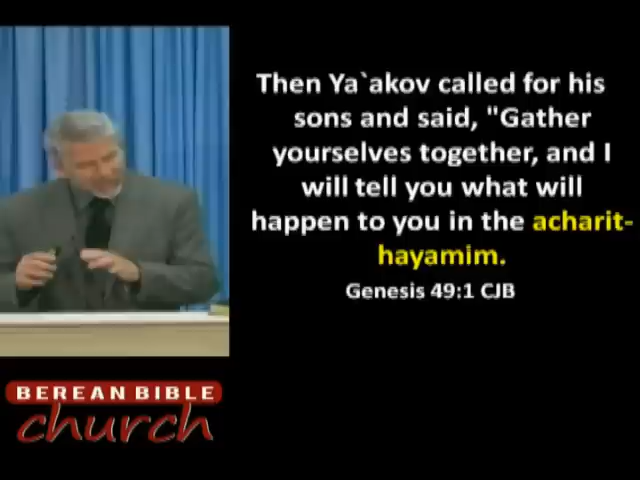 Then Ya`akov called for his
sons and said, "Gather
yourselves together, and I
will tell you what will
happen to you in the acharit-
hayamim.
Genesis 49:1 CJB
BEREAN BIBLE
church